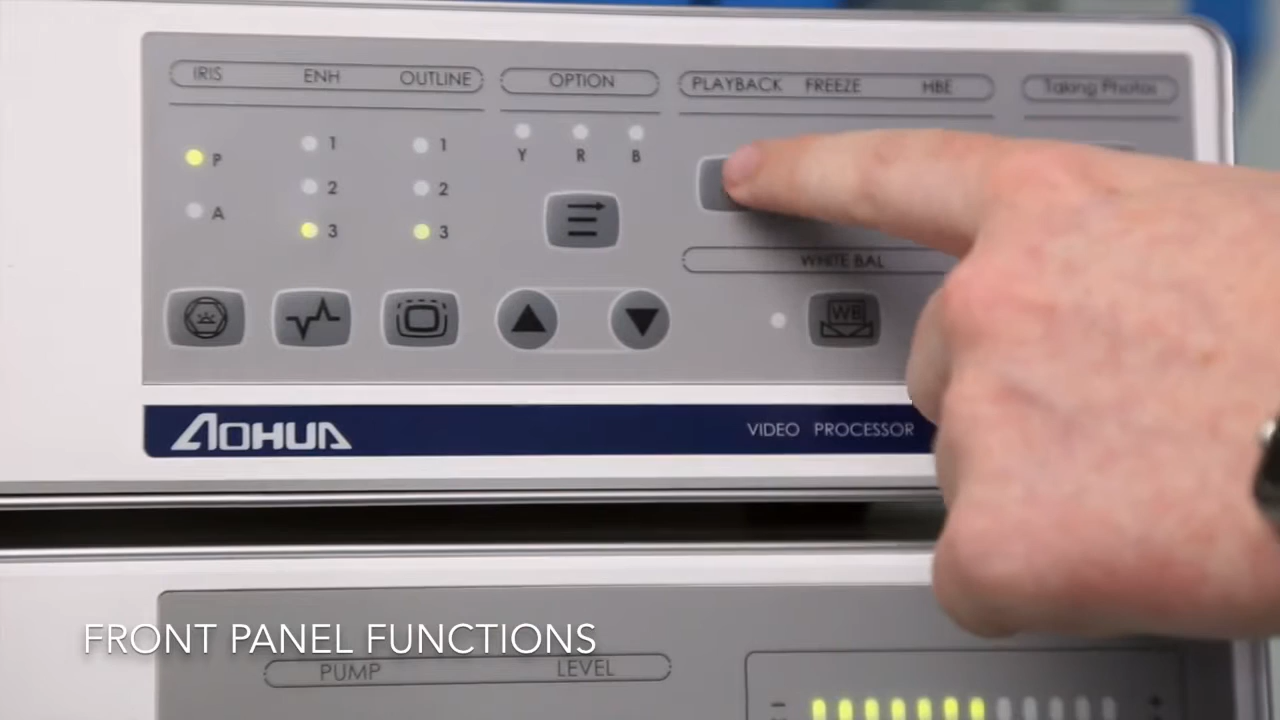 IRIS ENH OUTLINE OPTION PLAYBACK FREEZE HBE Taking Photos
P 1 1 Y R B
2 2
A
3 3
WHITE BAL
WB
AOHUA VIDEO PROCESSOR
FRONT PANEL FUNCTIONS
PUMP LEVEL
- +